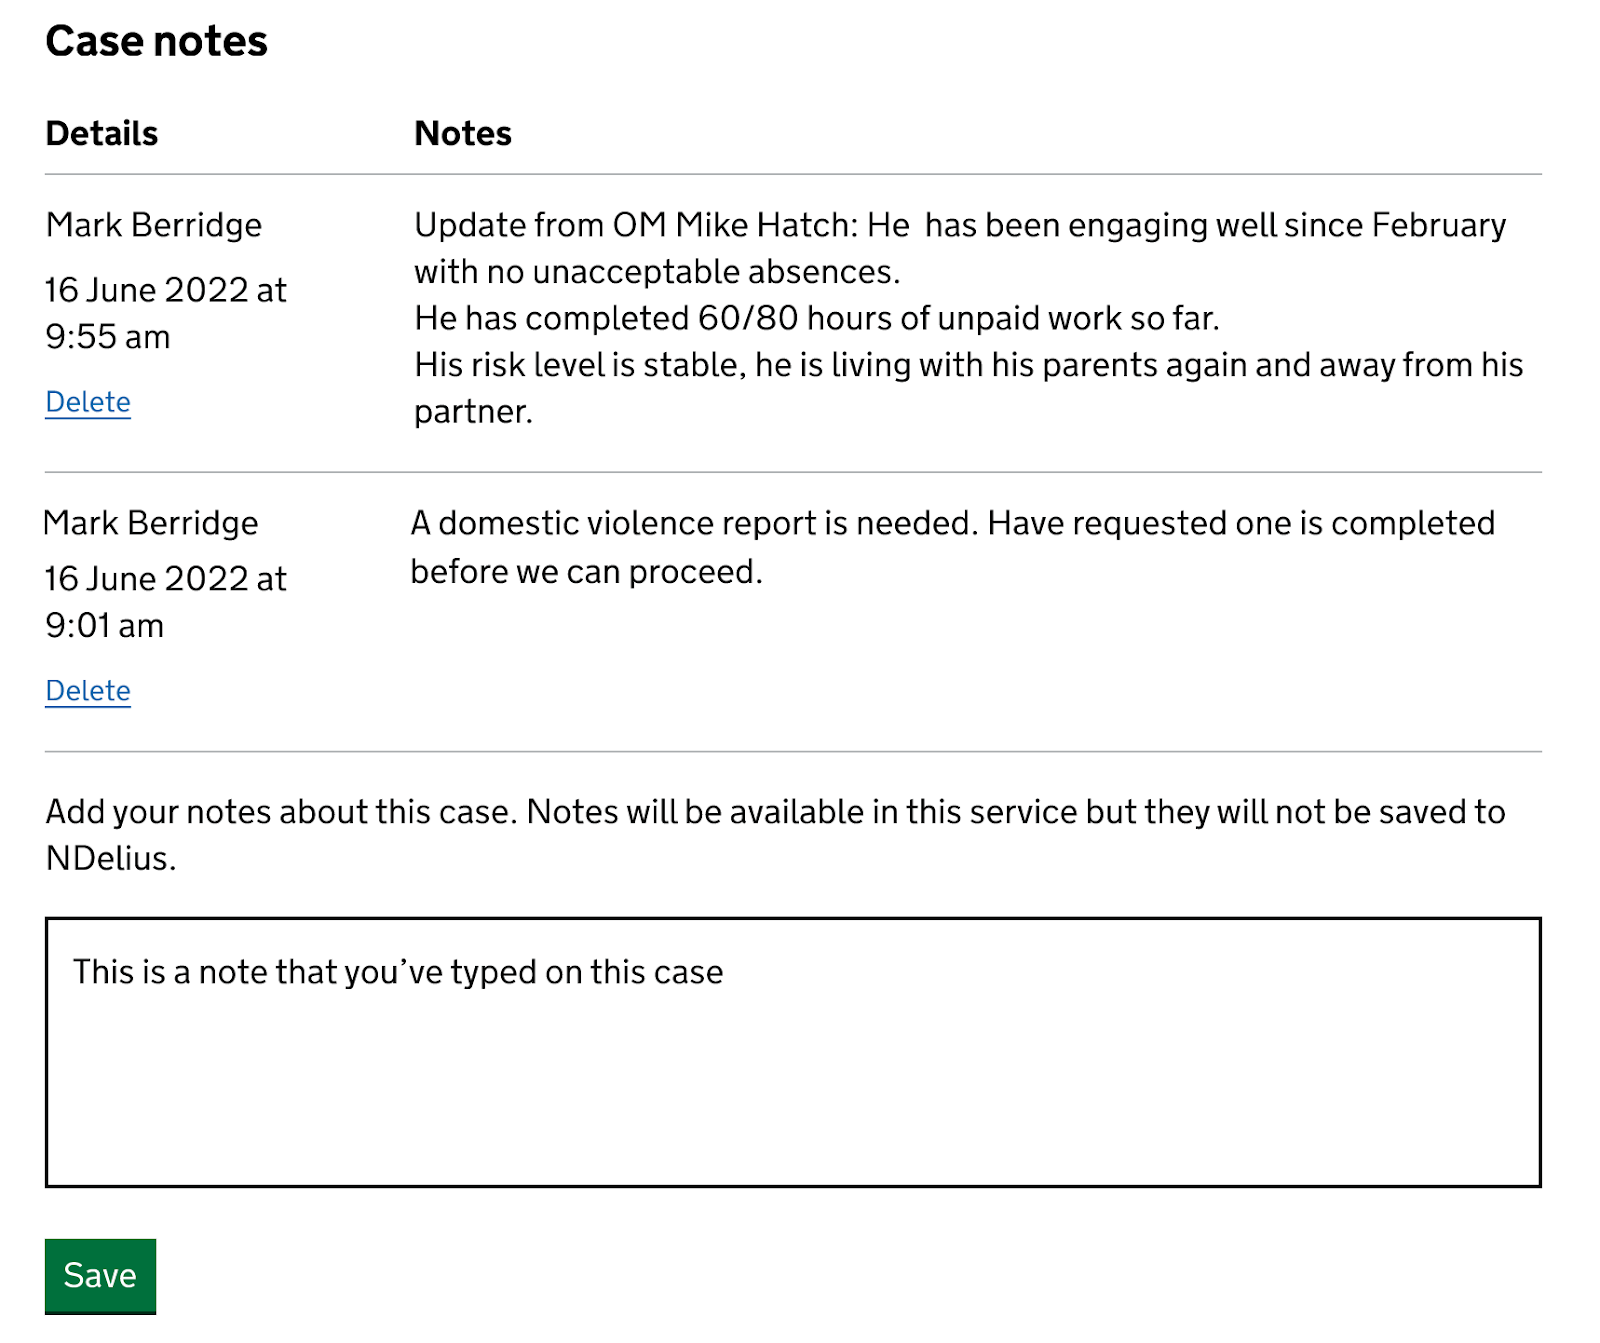 Case notes
Details Notes
Mark Berridge
16 June 2022 at
9:55 am
Delete
Update from OM Mike Hatch: He  has been engaging well since February
with no unacceptable absences.
He has completed 60/80 hours of unpaid work so far.
His risk level is stable, he is living with his parents again and away from his
partner.
Mark Berridge
16 June 2022 at
9:01 am
Delete
A domestic violence report is needed. Have requested one is completed
before we can proceed.
Add your notes about this case. Notes will be available in this service but they will not be saved to
NDelius.
This is a note that you’ve typed on this case
Save